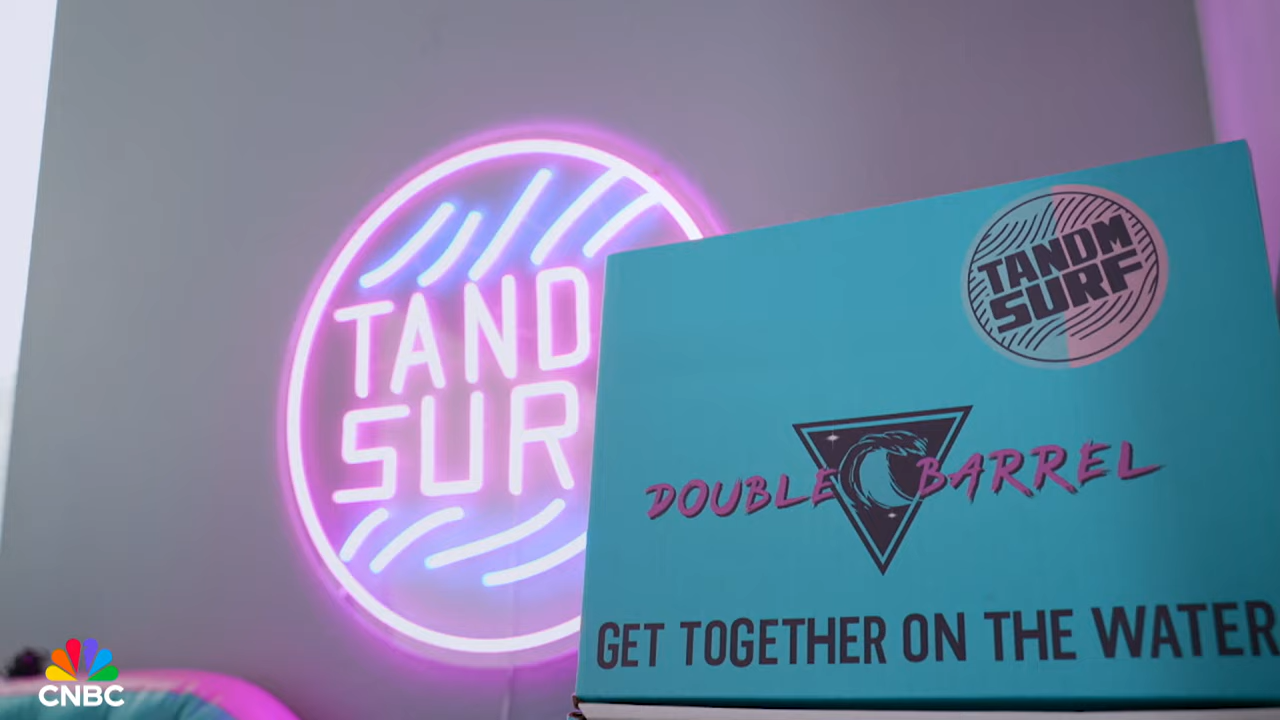 TAND
SUR
TANDM
SURF
DOUBLE BARREL
GET TOGETHER ON THE WATER
CNBC